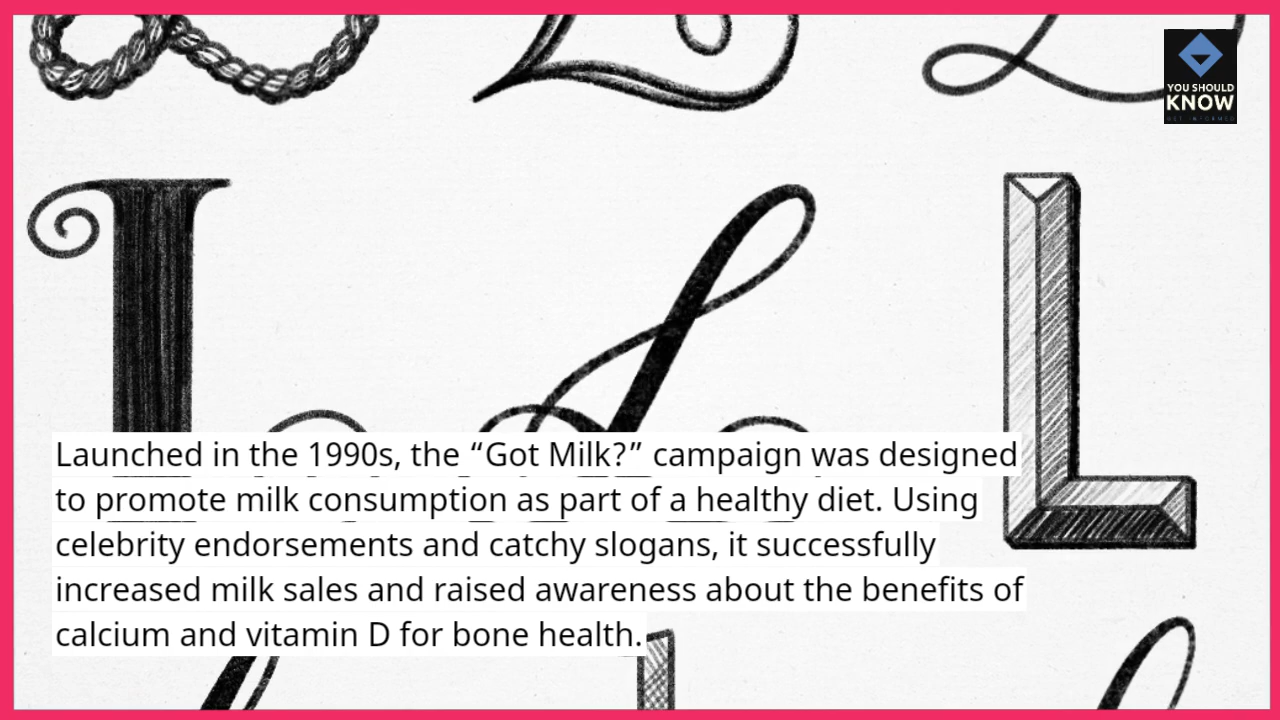 YOU SHOULD
KNOW
GET INFORMED
L
Launched in the 1990s, the “Got Milk?” campaign was designed
to promote milk consumption as part of a healthy diet. Using
celebrity endorsements and catchy slogans, it successfully
increased milk sales and raised awareness about the benefits of
calcium and vitamin D for bone health.